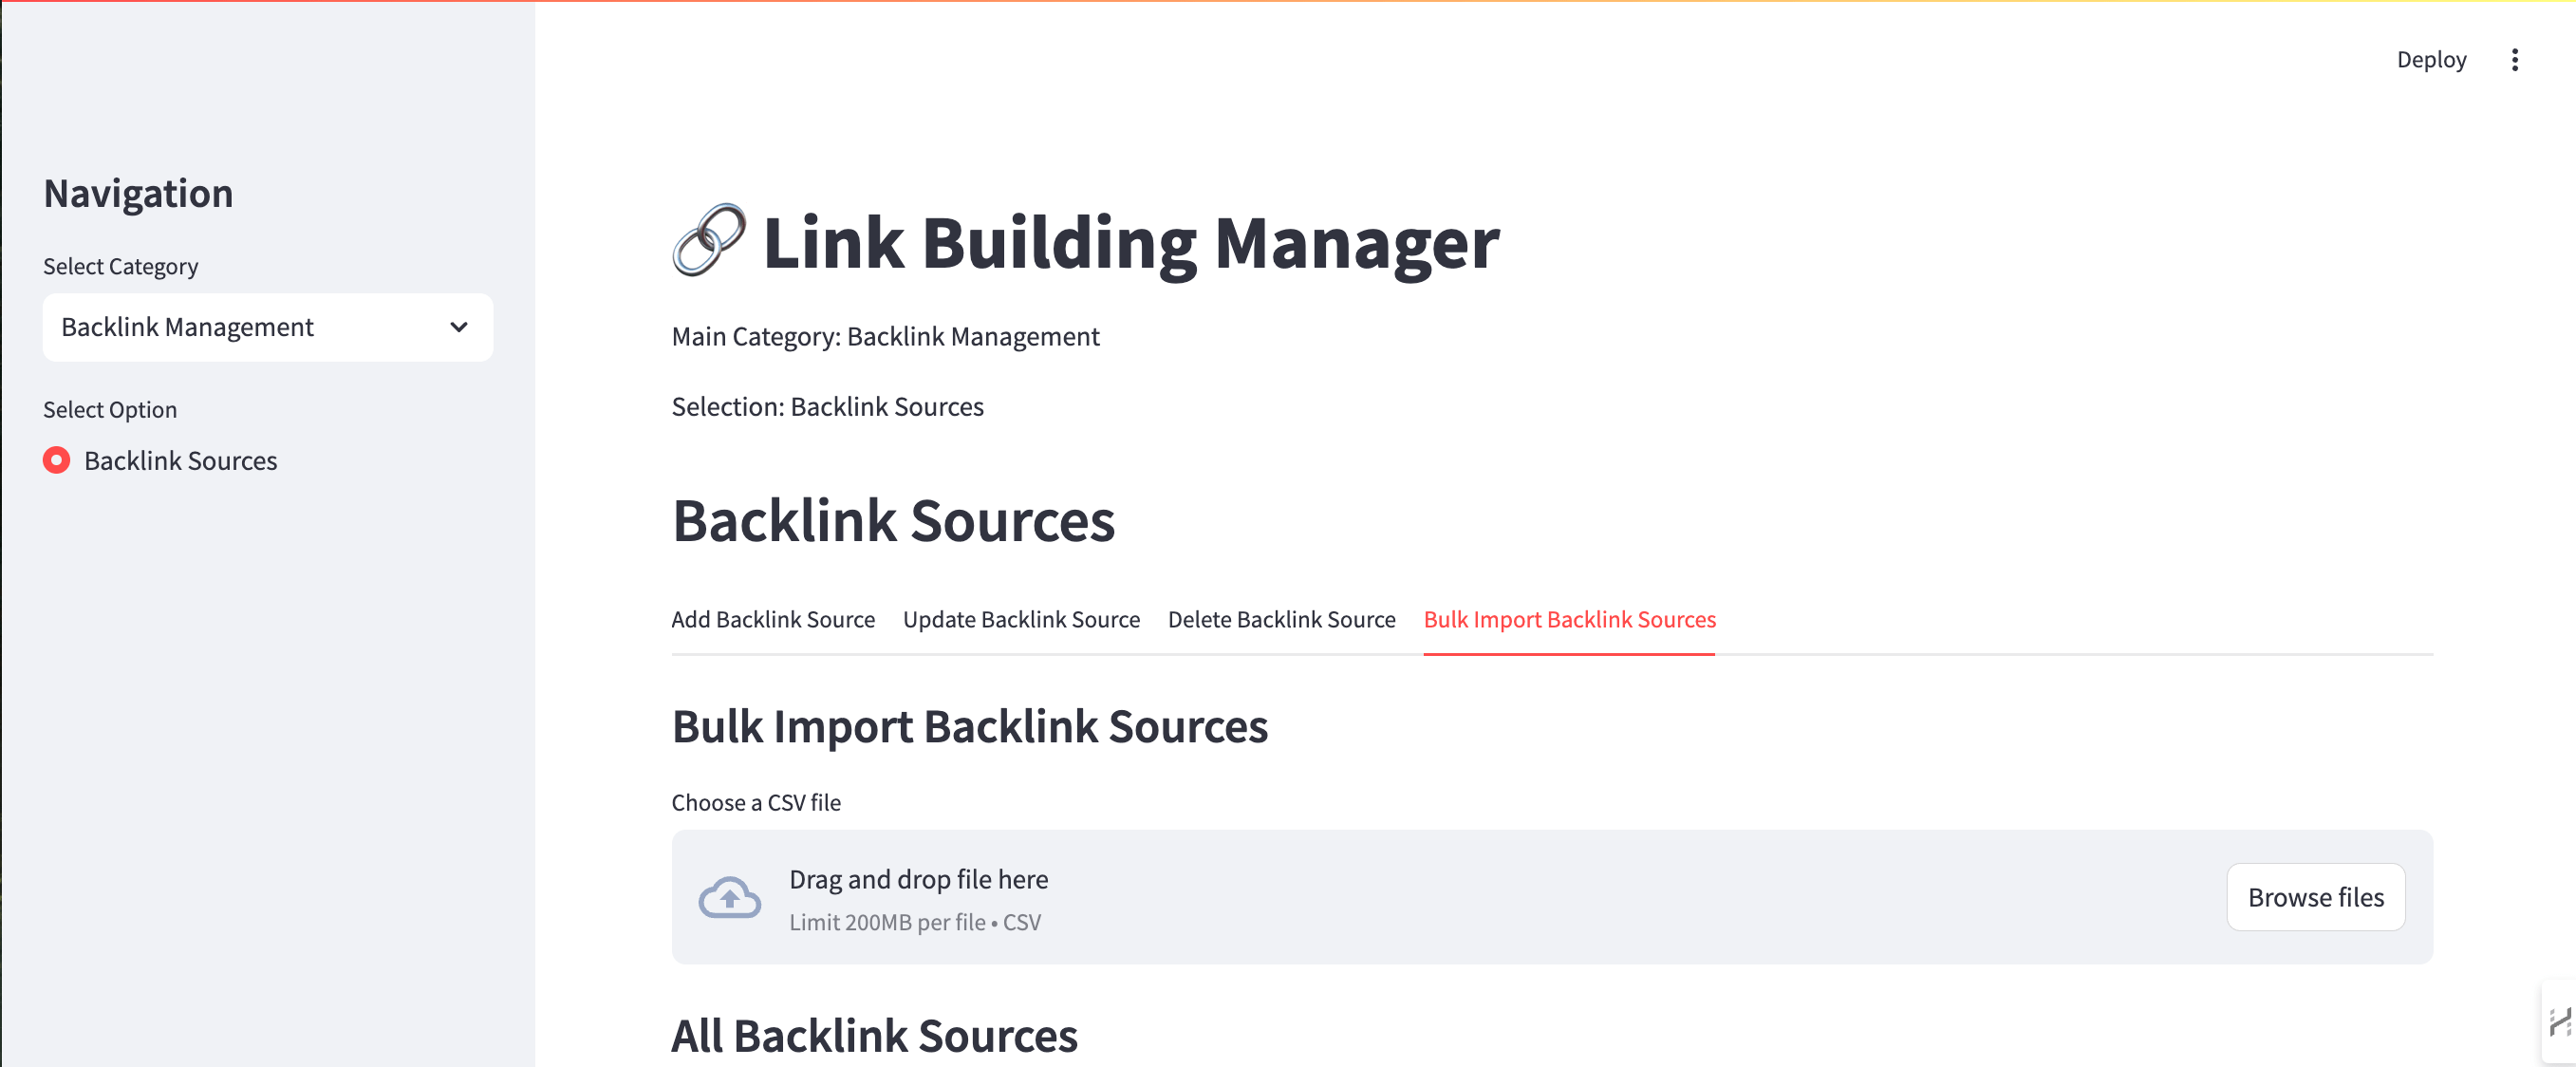 Deploy
Navigation
Select Category
Backlink Management
Select Option
Backlink Sources
Link Building Manager
Main Category: Backlink Management
Selection: Backlink Sources
Backlink Sources
Add Backlink Source Update Backlink Source Delete Backlink Source Bulk Import Backlink Sources
Bulk Import Backlink Sources
Choose a CSV file
Drag and drop file here
Limit 200MB per file • CSV
Browse files
All Backlink Sources